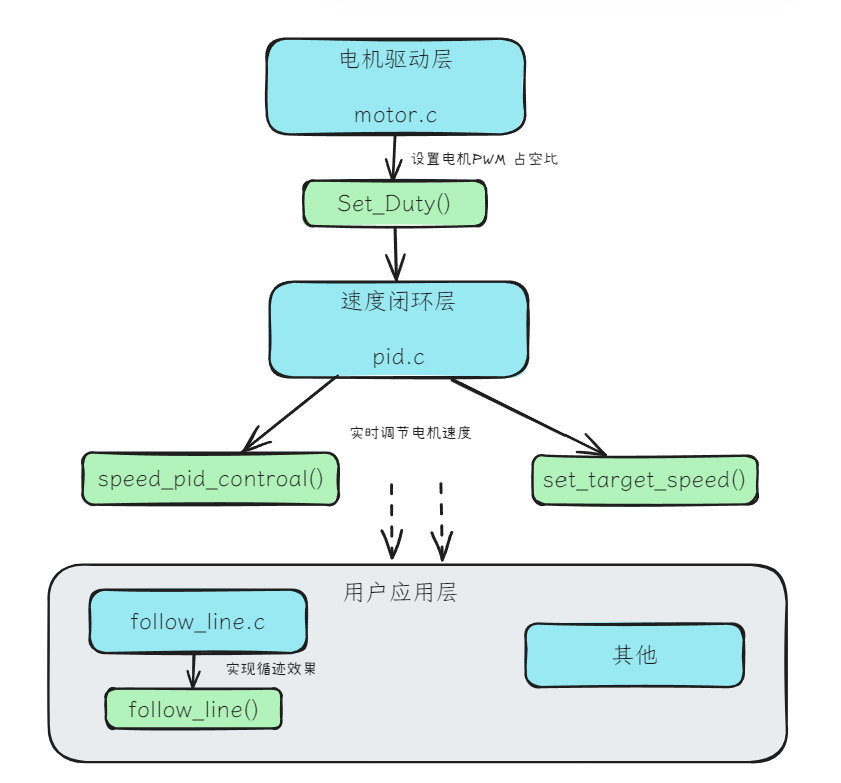 电机驱动层
motor.c
设置电机PWM 占空比
Set_Duty()
速度闭环层
pid.c
实时调节电机速度
speed_pid_controal()
set_target_speed()
用户应用层
follow_line.c
实现循迹效果
其他
follow_line()